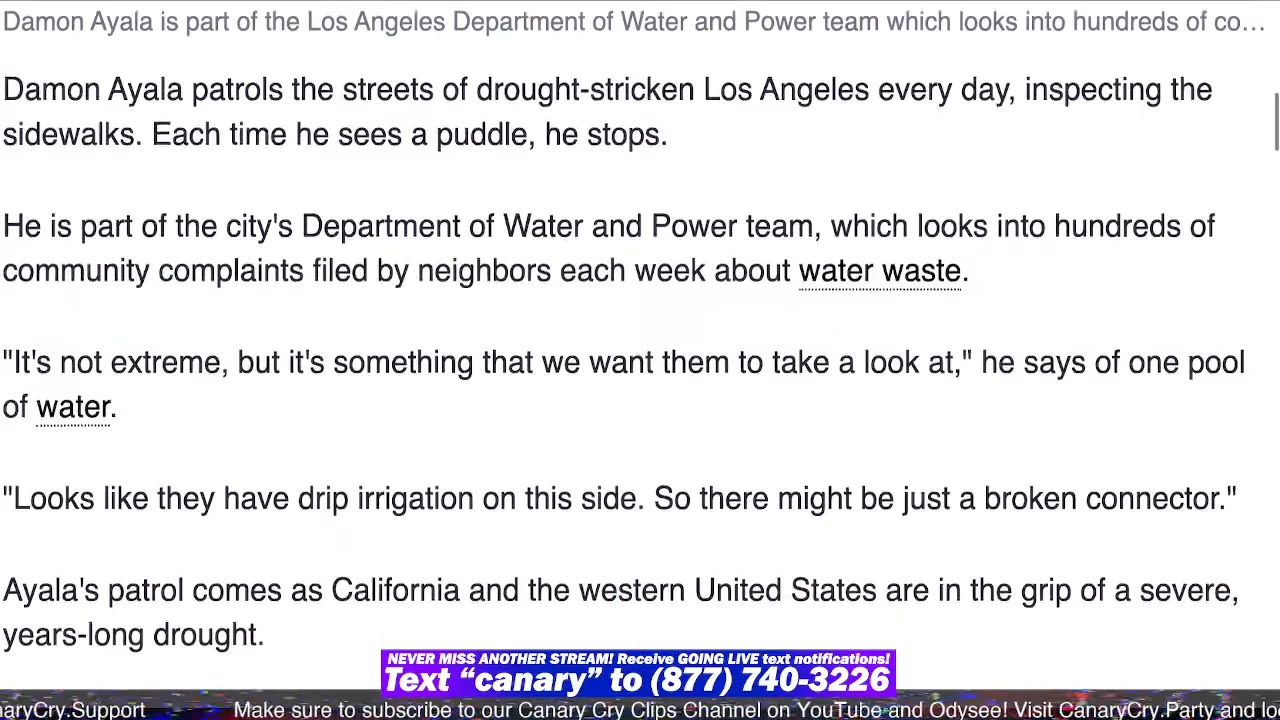 Damon Ayala is part of the Los Angeles Department of Water and Power team which looks into hundreds of co…
Damon Ayala patrols the streets of drought-stricken Los Angeles every day, inspecting the
sidewalks. Each time he sees a puddle, he stops.
He is part of the city's Department of Water and Power team, which looks into hundreds of
community complaints filed by neighbors each week about water waste.
"It's not extreme, but it's something that we want them to take a look at," he says of one pool
of water.
"Looks like they have drip irrigation on this side. So there might be just a broken connector."
Ayala's patrol comes as California and the western United States are in the grip of a severe,
years-long drought.
NEVER MISS ANOTHER STREAM! Receive GOING LIVE text notifications!
Text “canary” to (877) 740-3226
naryCry.Support Make sure to subscribe to our Canary Cry Clips Channel on YouTube and Odysee! Visit CanaryCry.Party and lo